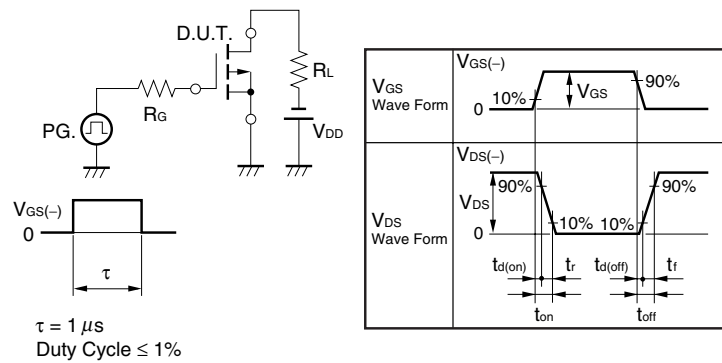 D.U.T.
RL
RG
PG.
VDD
VGS(−)
0
τ
τ = 1 μs
Duty Cycle ≤ 1%
VGS
Wave Form
VGS(−)
10%
0
VGS
90%
VDS
Wave Form
VDS(−)
90%
VDS
0
10%
10%
90%
td(on)
tr
td(off)
tf
ton
toff